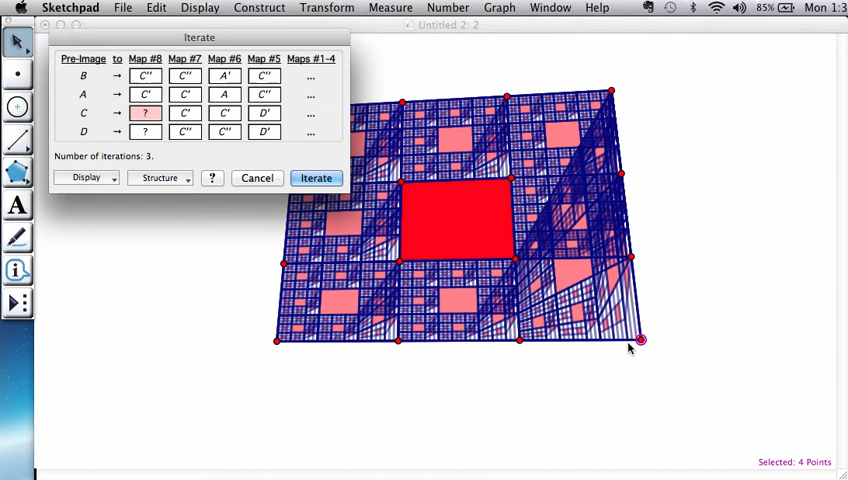 Sketchpad File Edit Display Construct Transform Measure Number Graph Window Help 85% Mon 1:3
Untitled 2: 2
Iterate
Pre-Image to Map #8 Map #7 Map #6 Map #5 Maps #1-4
B → C'' C'' A' C'' ...
A → C' C' A C' ...
C → ? C' C' D' ...
D → ? C'' C'' D' ...
Number of iterations: 3.
Display Structure ? Cancel Iterate
A
Selected: 4 Points